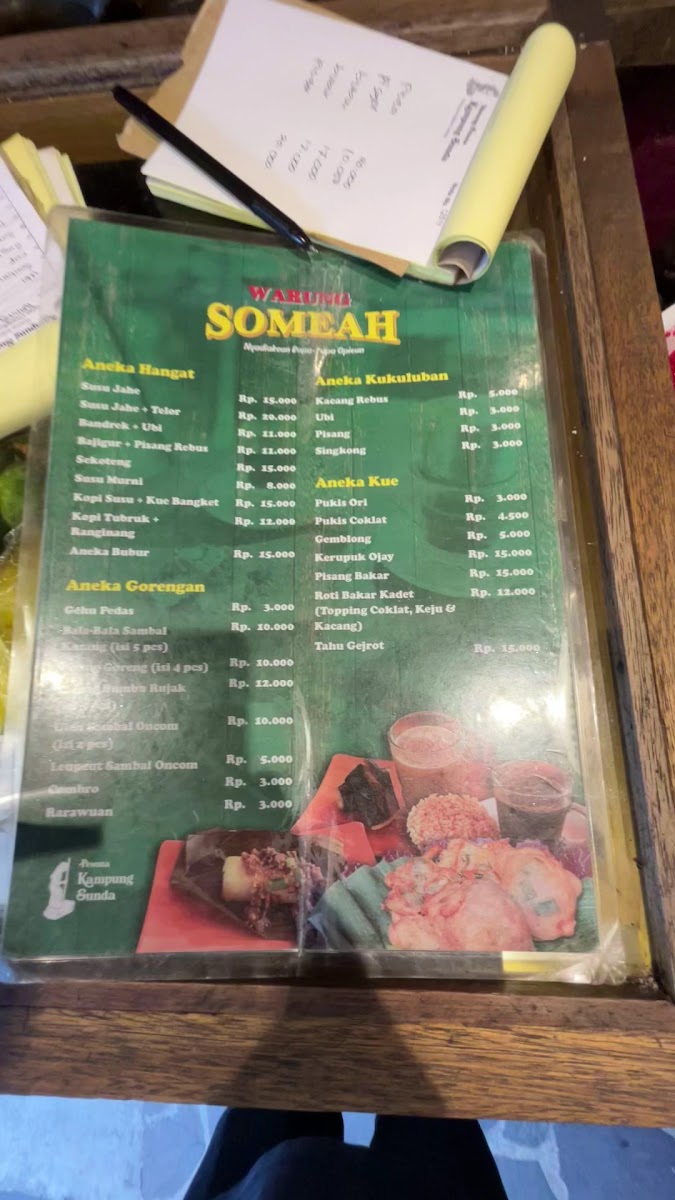 WARUNG
SOMEAH
Aneka Hangat
Susu Jahe Rp. 15.000
Susu Jahe + Telor Rp. 20.000
Bandrek + Ubi Rp. 11.000
Bajigur + Pisang Rebus Rp. 11.000
Sekoteng Rp. 15.000
Susu Murni Rp. 8.000
Kopi Susu + Kue Bangket Rp. 15.000
Kopi Tubruk + Rp. 12.000
Ranginang
Aneka Bubur Rp. 15.000
Aneka Gorengan
Gehu Pedas Rp. 3.000
Bala-Bala Sambal Rp. 10.000
Kacang (isi 5 pcs)
Goreng (isi 4 pcs) Rp. 10.000
Bumbu Rujak Rp. 12.000
Sambal Oncom Rp. 10.000
(isi 2 pcs)
Leupeut Sambal Oncom Rp. 5.000
Combro Rp. 3.000
Rarawuan Rp. 3.000
Aneka Kukuluban
Kacang Rebus Rp. 5.000
Ubi Rp. 3.000
Pisang Rp. 3.000
Singkong Rp. 3.000
Aneka Kue
Pukis Ori Rp. 3.000
Pukis Coklat Rp. 4.500
Gemblong Rp. 5.000
Kerupuk Ojay Rp. 15.000
Pisang Bakar Rp. 15.000
Roti Bakar Kadet Rp. 12.000
(Topping Coklat, Keju &
Kacang)
Tahu Gejrot Rp. 15.000
Pesona
Kampung
Sunda